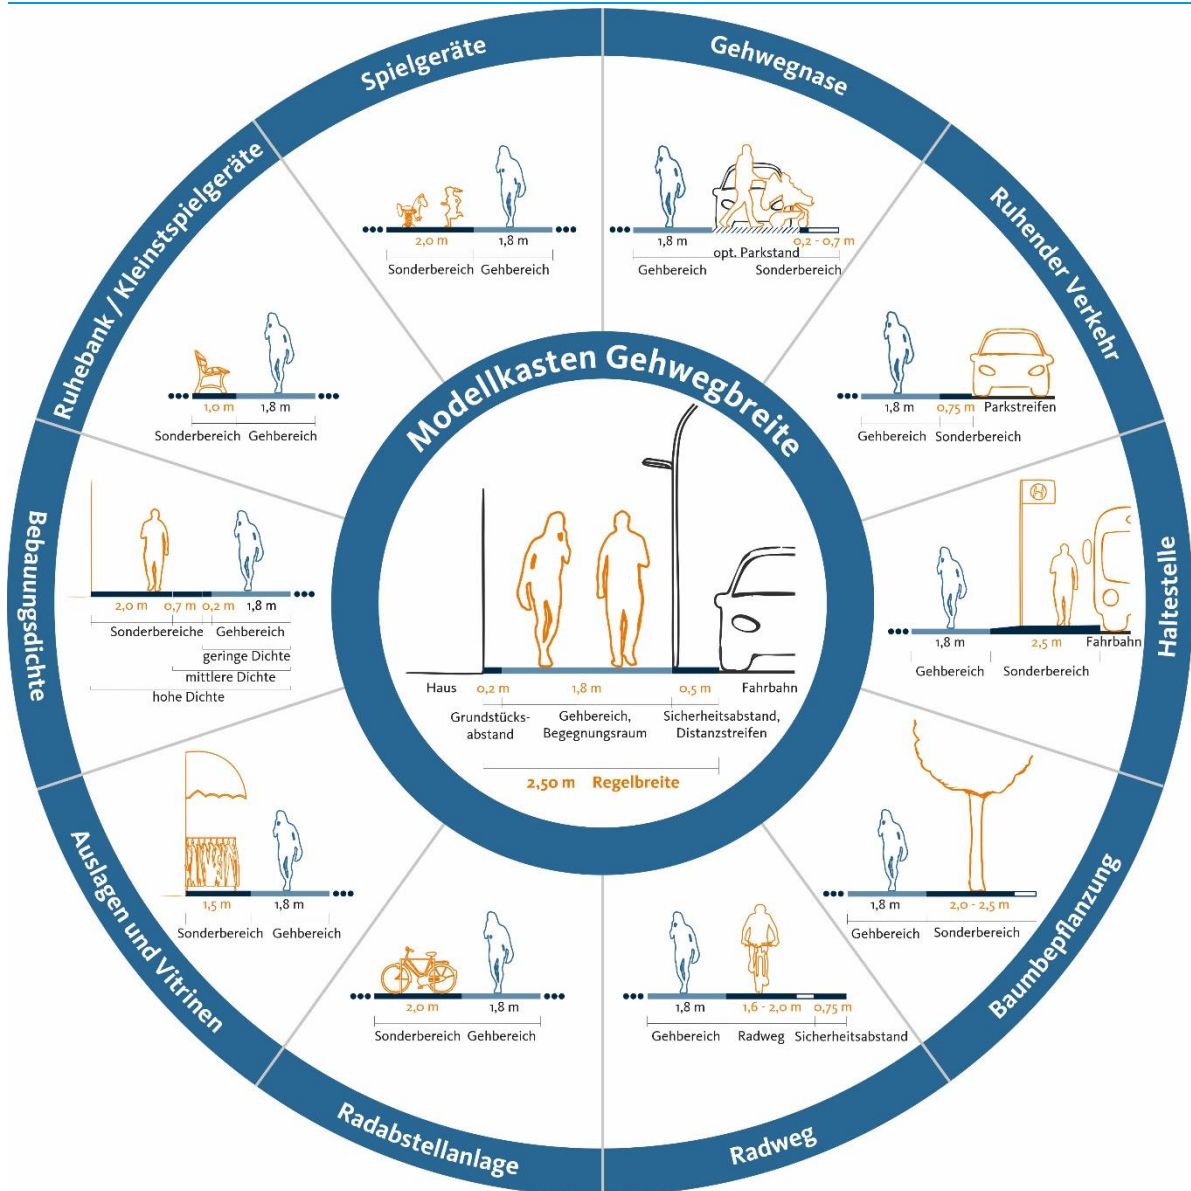 Gehwegnase
1,8 m
0,2 - 0,7 m
opt. Parkstand
Gehbereich
Sonderbereich
Ruhender Verkehr
1,8 m
0,75 m
Parkstreifen
Gehbereich
Sonderbereich
Haltestelle
H
1,8 m
2,5 m
Fahrbahn
Gehbereich
Sonderbereich
Baumbepflanzung
1,8 m
2,0 - 2,5 m
Gehbereich
Sonderbereich
Radweg
1,8 m
1,6 - 2,0 m
0,75 m
Gehbereich
Radweg
Sicherheitsabstand
Radabstellanlage
2,0 m
1,8 m
Sonderbereich
Gehbereich
Auslagen und Vitrinen
1,5 m
1,8 m
Sonderbereich
Gehbereich
Bebauungsdichte
2,0 m
0,7 m
0,2 m
1,8 m
Sonderbereiche
Gehbereich
geringe Dichte
mittlere Dichte
hohe Dichte
Ruhebank / Kleinstspielgeräte
1,0 m
1,8 m
Sonderbereich
Gehbereich
Spielgeräte
2,0 m
1,8 m
Sonderbereich
Gehbereich
Modellkasten Gehwegbreite
Haus
0,2 m
1,8 m
0,5 m
Fahrbahn
Grundstücks-
abstand
Gehbereich,
Begegnungsraum
Sicherheitsabstand,
Distanzstreifen
2,50 m Regelbreite